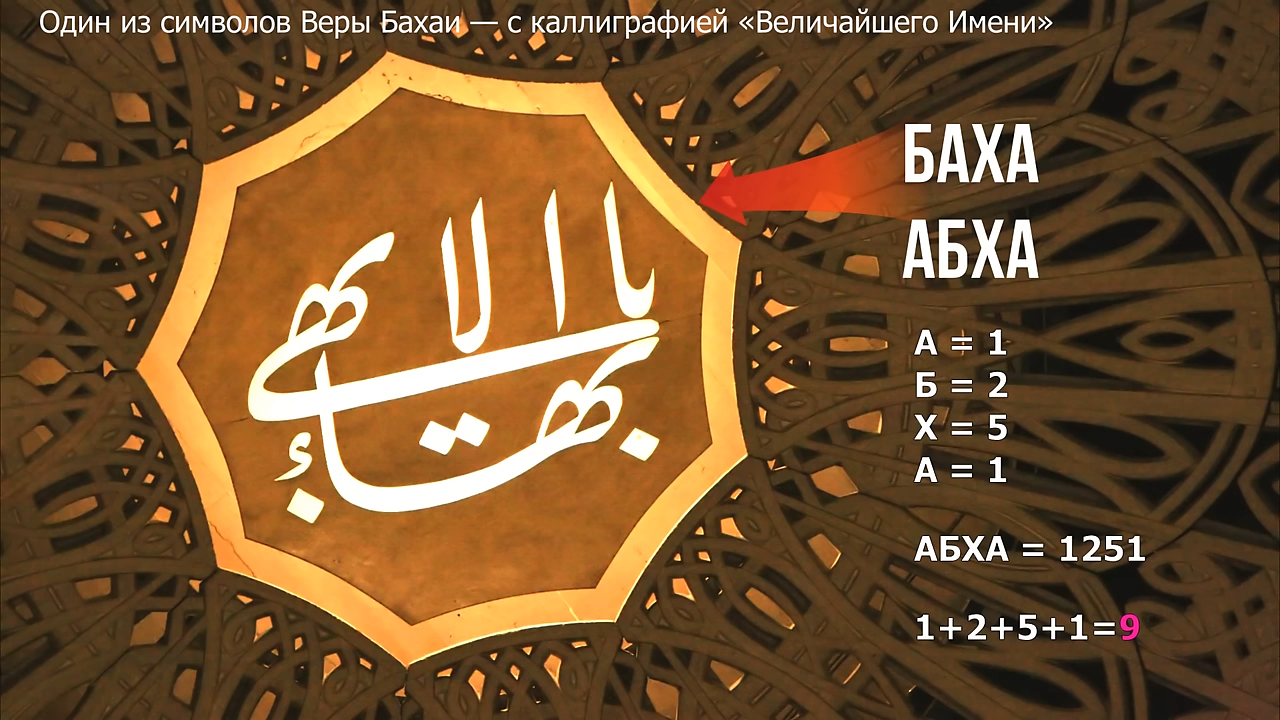 Один из символов Веры Бахаи — с каллиграфией «Величайшего Имени»
يا بهاء الابهى
БАХА
АБХА
А = 1
Б = 2
Х = 5
А = 1
АБХА = 1251
1+2+5+1=9